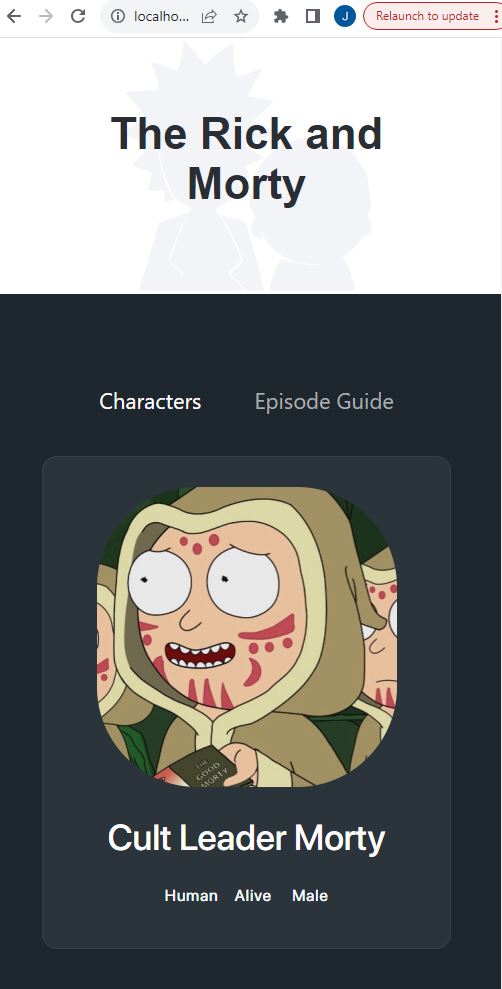 localho...
J
Relaunch to update
The Rick and
Morty
Characters
Episode Guide
THE
GOOD
MORTY
Cult Leader Morty
Human Alive Male